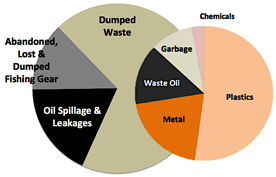 Dumped
Waste
Chemicals
Abandoned,
Lost &
Dumped
Fishing Gear
Garbage
Waste Oil
Plastics
Oil Spillage &
Leakages
Metal